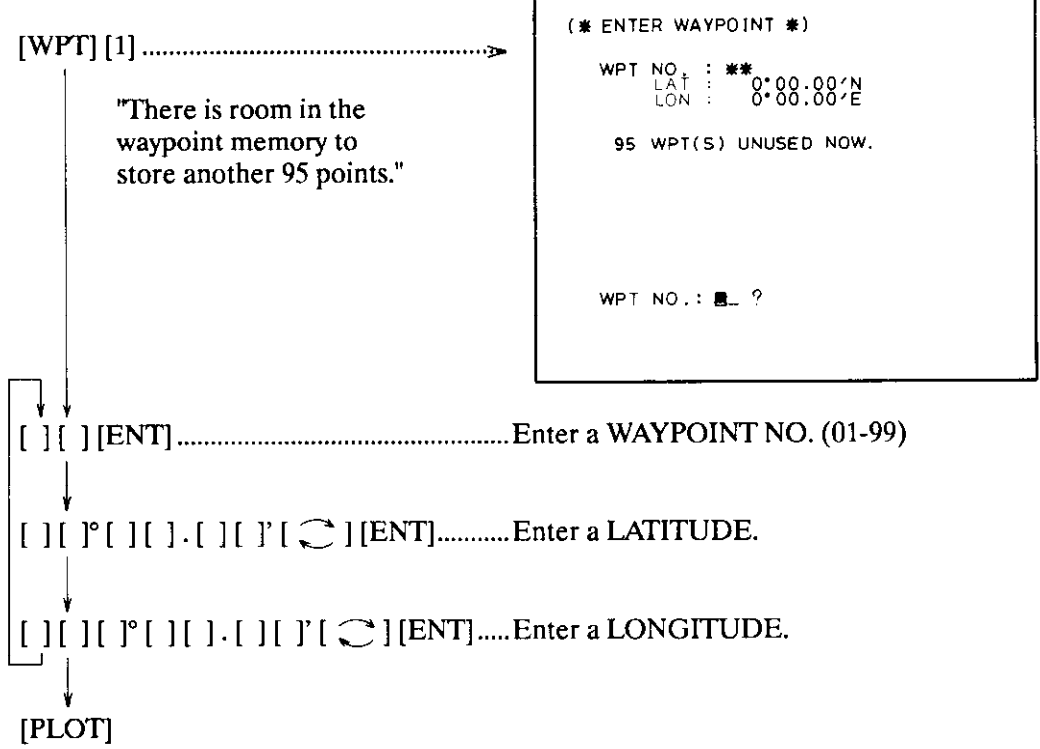 [WPT] [1] ................................................
"There is room in the
waypoint memory to
store another 95 points."
(* ENTER WAYPOINT *)
WPT NO. : **
LAT : 0°00.00'N
LON : 0°00.00'E
95 WPT(S) UNUSED NOW.
WPT NO.: ■_ ?
[ ] [ ] [ENT] ............................................ Enter a WAYPOINT NO. (01-99)
[ ] [ ]° [ ] [ ] . [ ] [ ]' [ ] [ENT] ........... Enter a LATITUDE.
[ ] [ ] [ ]° [ ] [ ] . [ ] [ ]' [ ] [ENT] ..... Enter a LONGITUDE.
[PLOT]